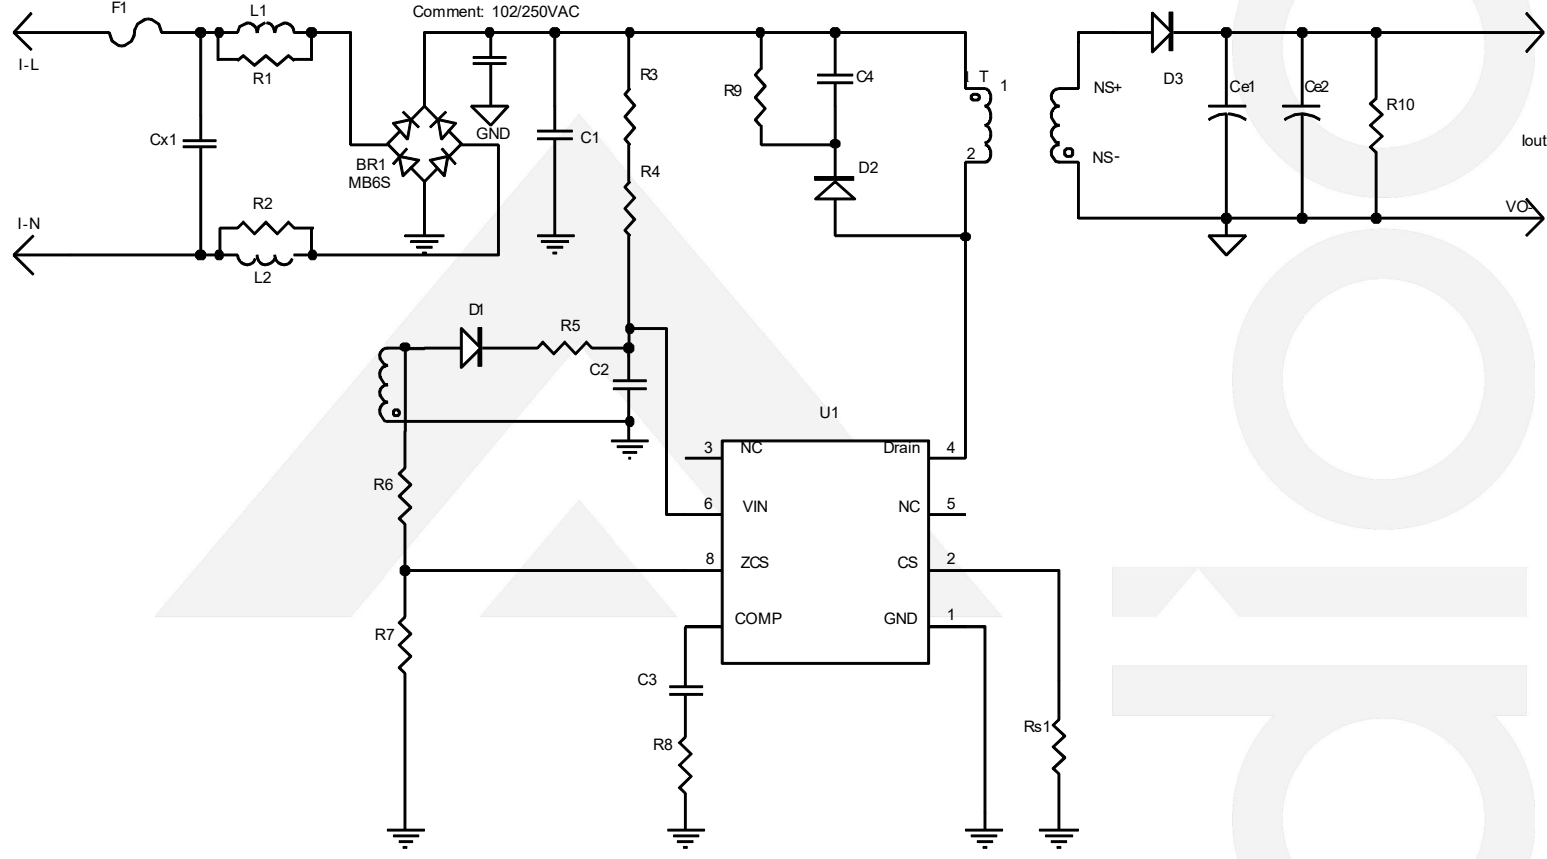 F1
L1
Comment: 102/250VAC
I-L
R1
R3
R9
C4
T
1
D3
NS+
Ce1
Ce2
R10
Cx1
GND
C1
BR1
MB6S
R4
D2
2
NS-
Iout
I-N
R2
VO-
L2
D1
R5
C2
U1
3
NC
Drain
4
R6
6
VIN
NC
5
8
ZCS
CS
2
R7
COMP
GND
1
C3
R8
Rs1